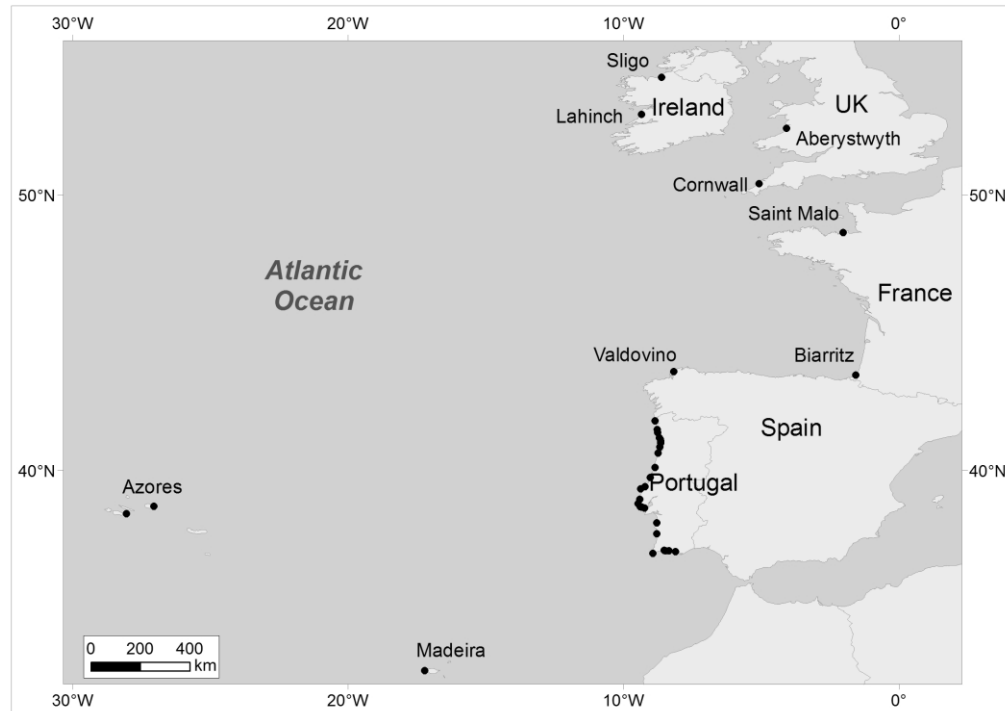 30°W 20°W 10°W 0°
Sligo
Ireland
UK
Lahinch
Aberystwyth
Cornwall
50°N 50°N
Saint Malo
Atlantic
Ocean
France
Valdovino
Biarritz
Spain
40°N 40°N
Portugal
Azores
Madeira
0 200 400
km
30°W 20°W 10°W 0°